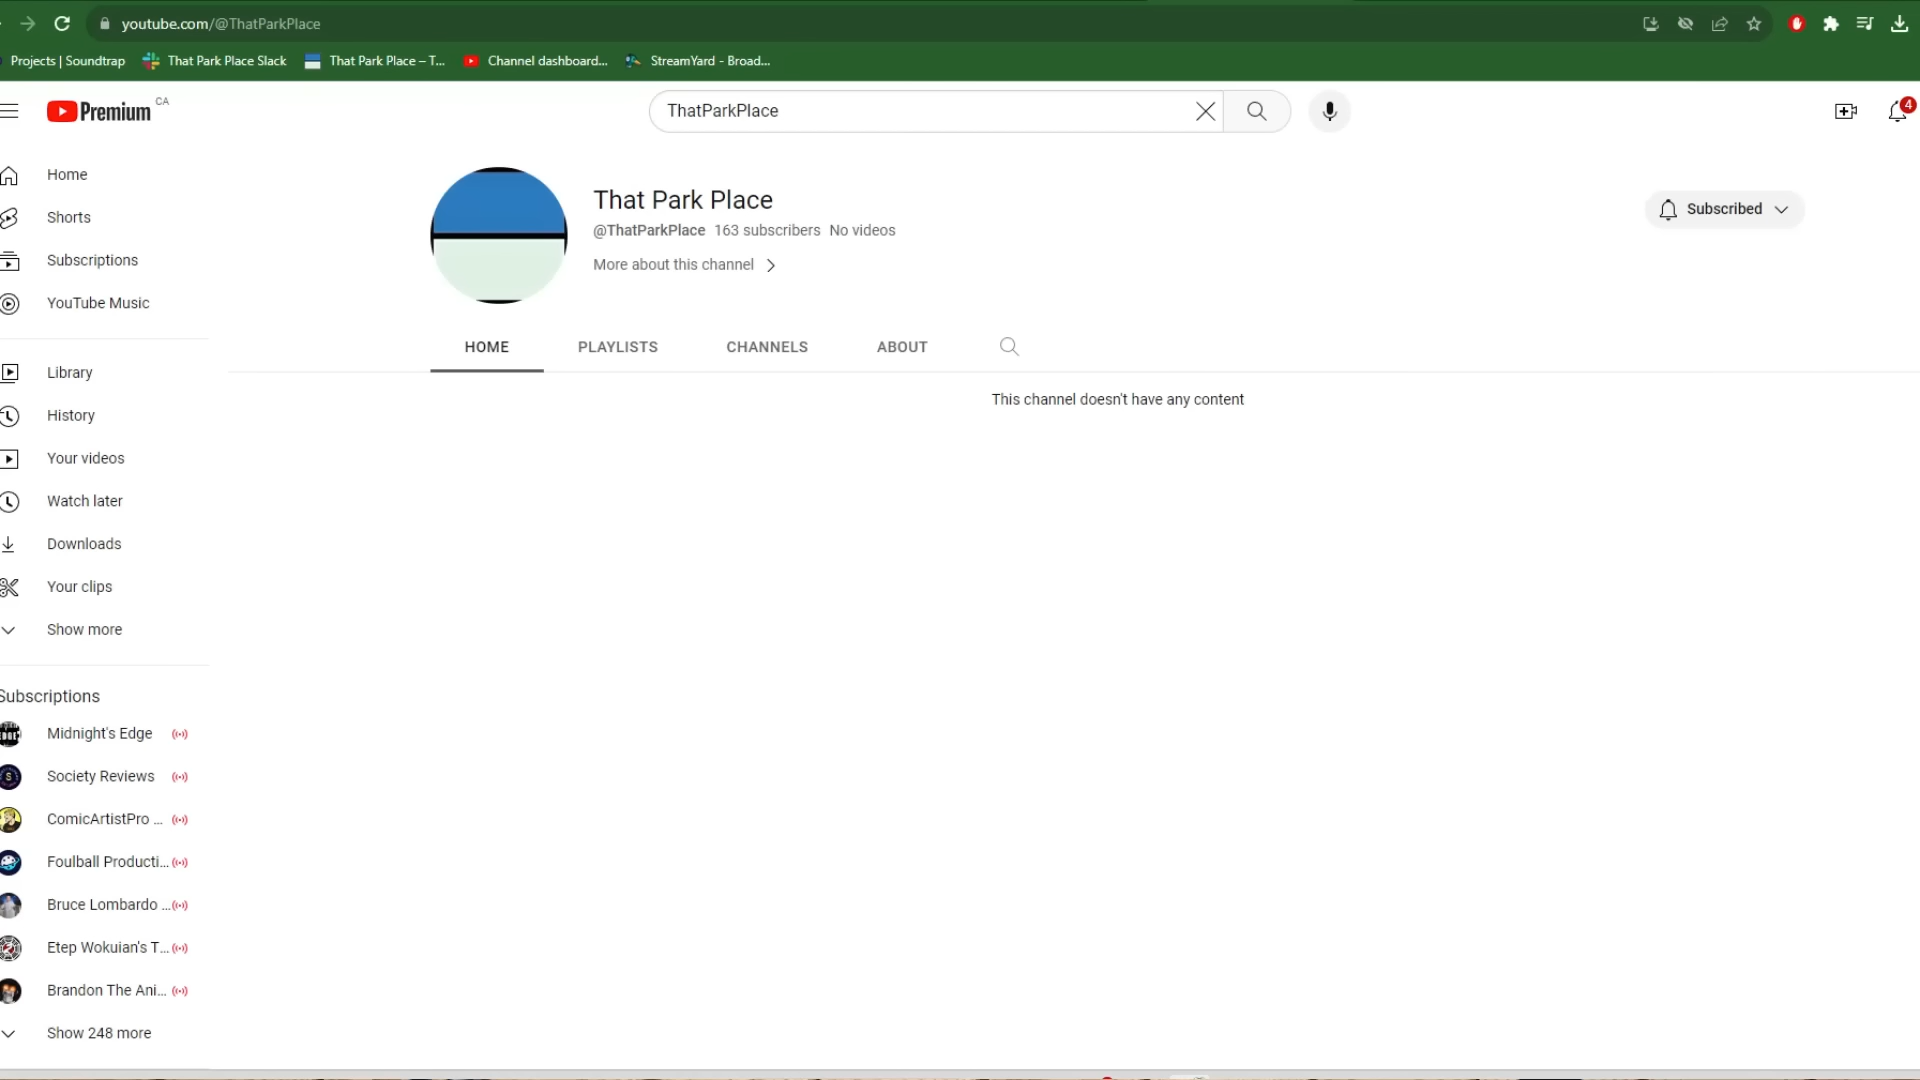 youtube.com/@ThatParkPlace
Projects | Soundtrap
That Park Place Slack
That Park Place – T...
Channel dashboard...
StreamYard - Broad...
Premium CA
ThatParkPlace
4
Home
Shorts
Subscriptions
YouTube Music
Library
History
Your videos
Watch later
Downloads
Your clips
Show more
Subscriptions
Midnight's Edge
Society Reviews
ComicArtistPro ...
Foulball Producti...
Bruce Lombardo ...
Etep Wokuian's T...
Brandon The Ani...
Show 248 more
That Park Place
@ThatParkPlace 163 subscribers No videos
More about this channel
Subscribed
HOME PLAYLISTS CHANNELS ABOUT
This channel doesn't have any content